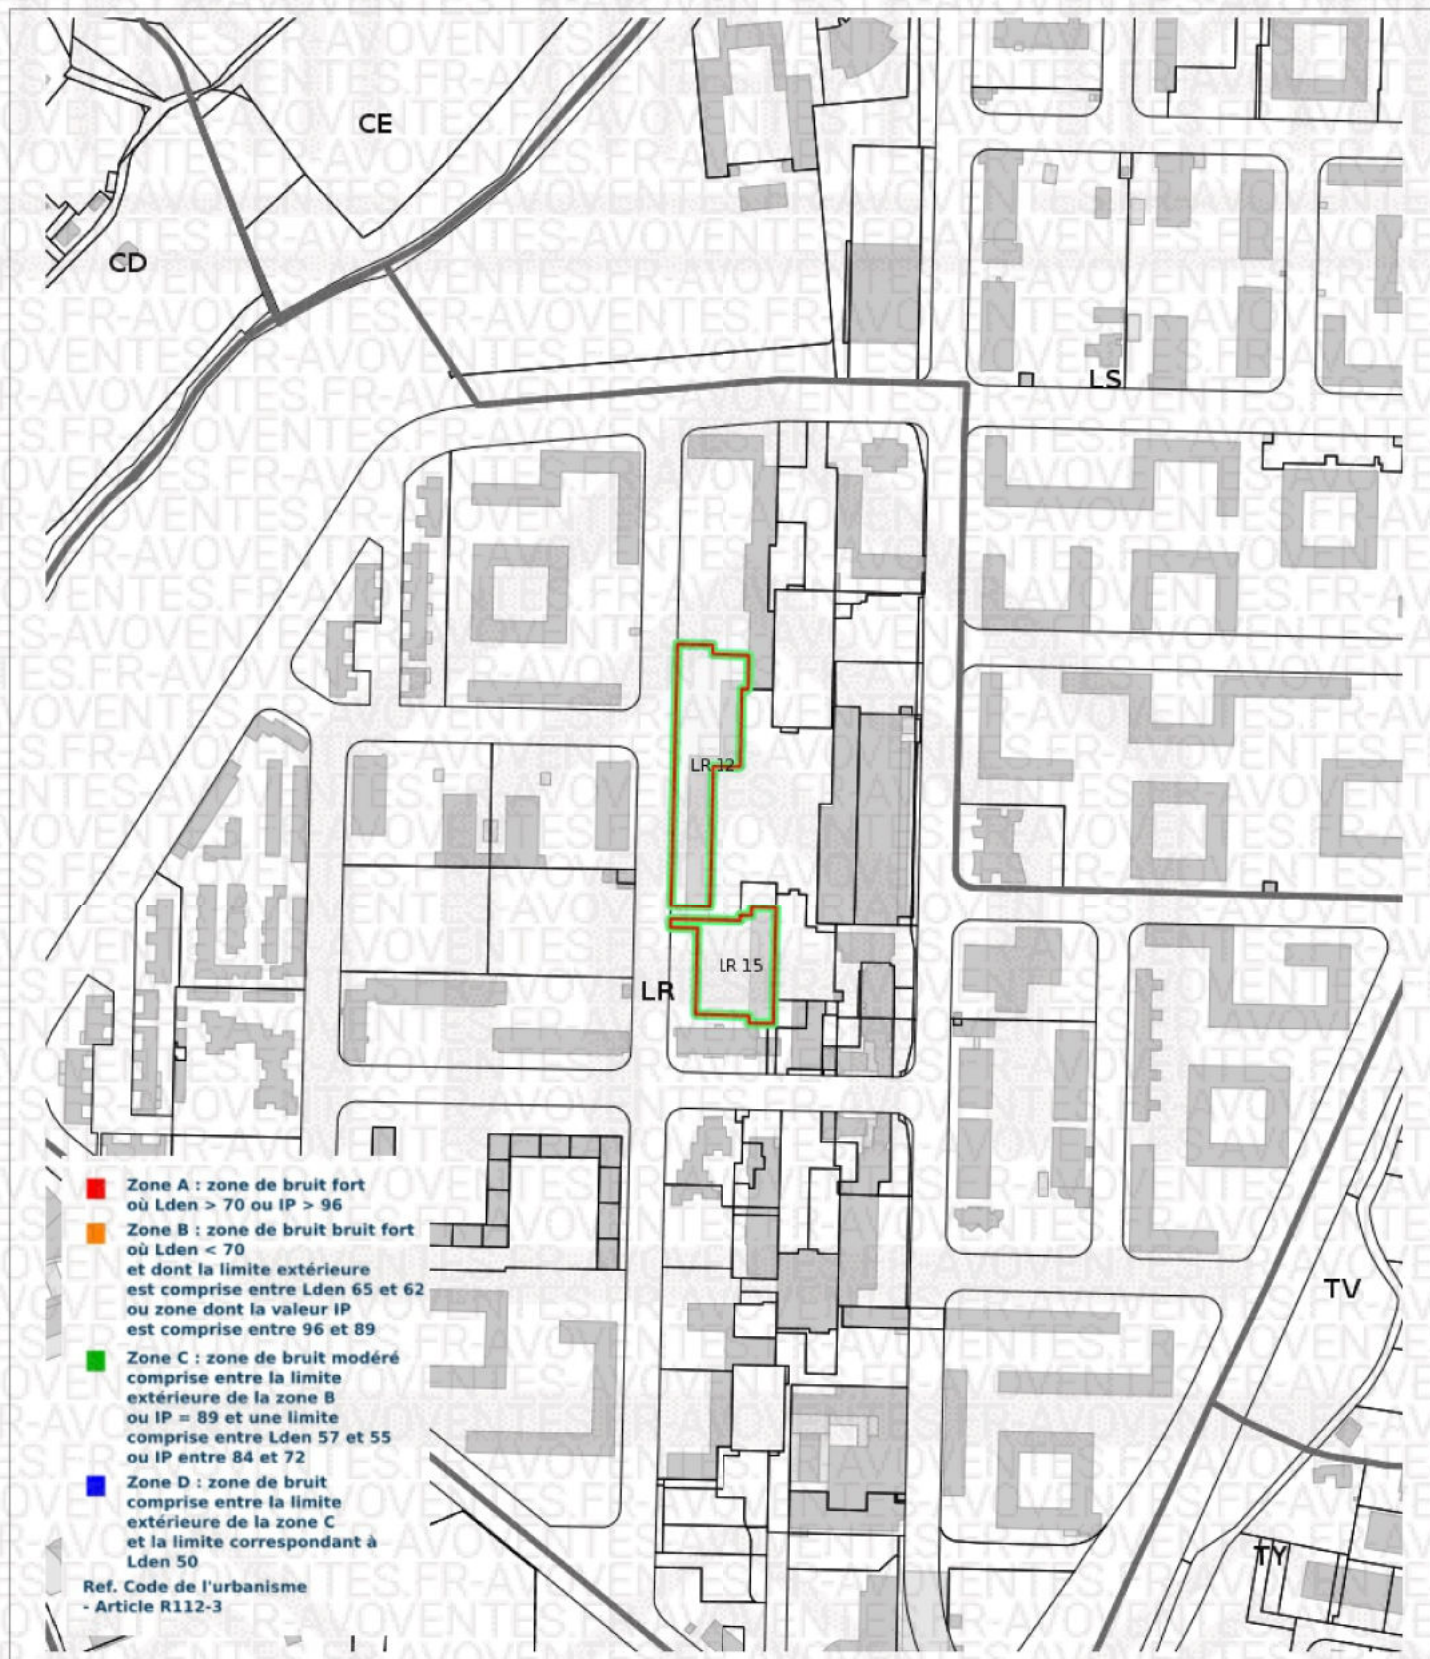 CE
CD
LS
LR 12
LR 15
LR
TV
TY
Zone A : zone de bruit fort
où Lden > 70 ou IP > 96
Zone B : zone de bruit bruit fort
où Lden < 70
et dont la limite extérieure
est comprise entre Lden 65 et 62
ou zone dont la valeur IP
est comprise entre 96 et 89
Zone C : zone de bruit modéré
comprise entre la limite
extérieure de la zone B
ou IP = 89 et une limite
comprise entre Lden 57 et 55
ou IP entre 84 et 72
Zone D : zone de bruit
comprise entre la limite
extérieure de la zone C
et la limite correspondant à
Lden 50
Ref. Code de l'urbanisme
- Article R112-3